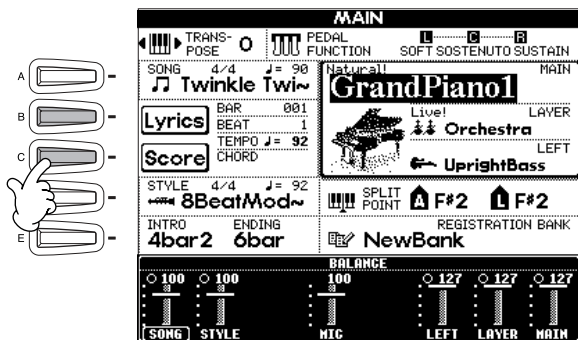 MAIN
TRANS-
POSE 0
PEDAL
FUNCTION
L C R
SOFT SOSTENUTO SUSTAIN
SONG 4/4 ♩= 90
Twinkle Twi~
Natural! MAIN
GrandPiano1
Lyrics
BAR 001
BEAT 1
Live! LAYER
Orchestra
Score
TEMPO ♩= 92
CHORD
LEFT
UprightBass
STYLE 4/4 ♩= 92
8BeatMod~
SPLIT
POINT A F#2 L F#2
INTRO ENDING
4bar2 6bar
REGISTRATION BANK
NewBank
A
B
C
E
BALANCE
100 100 100 127 127 127
SONG STYLE MIC LEFT LAYER MAIN